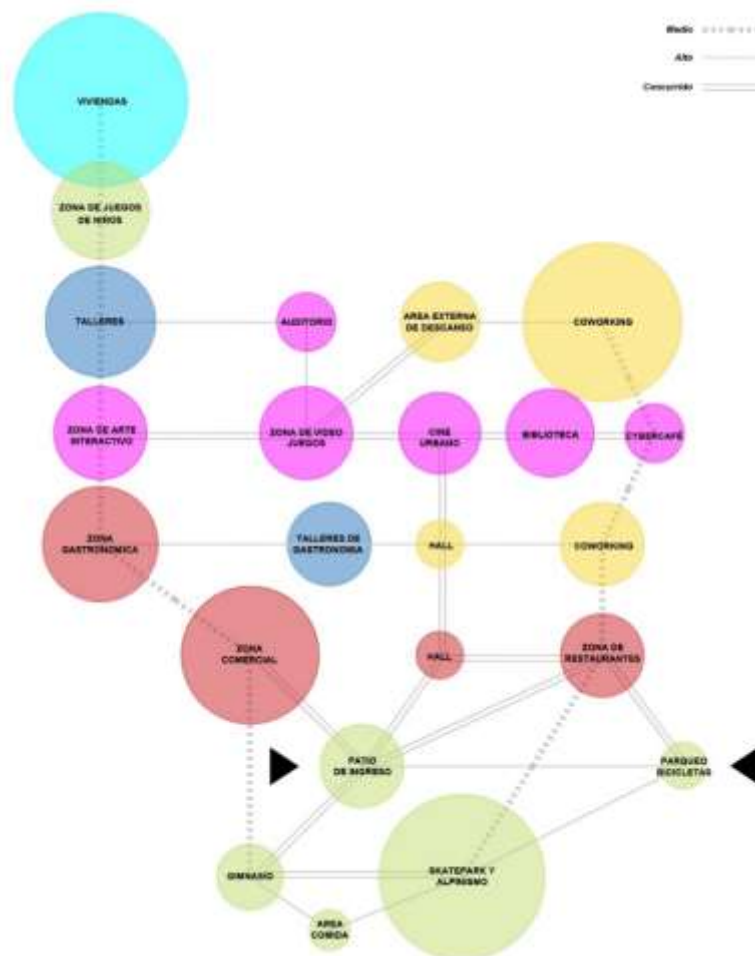 Medio
Alto
Concurrido
VIVIENDAS
ZONA DE JUEGOS
DE NIÑOS
TALLERES
AUDITORIO
AREA EXTERNA
DE DESCANSO
COWORKING
ZONA DE ARTE
INTERACTIVO
ZONA DE VIDEO
JUEGOS
CINE
URBANO
BIBLIOTECA
CYBERCAFÉ
ZONA
GASTRONOMICA
TALLERES DE
GASTRONOMIA
HALL
COWORKING
ZONA
COMERCIAL
HALL
ZONA DE
RESTAURANTES
PATIO
DE INGRESO
PARQUEO
BICICLETAS
GIMNASIO
SKATEPARK Y
ALPINISMO
AREA
COMIDA